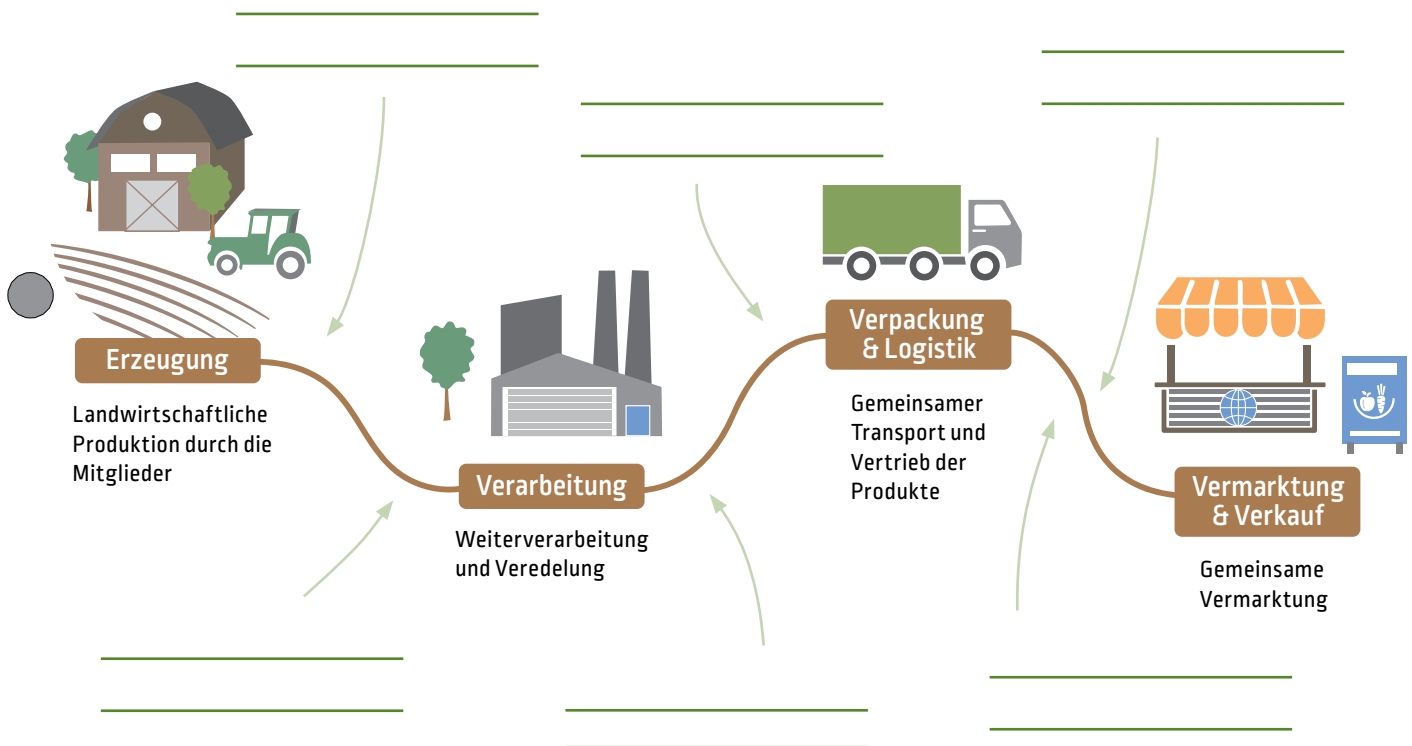 Erzeugung
Landwirtschaftliche
Produktion durch die
Mitglieder
Verarbeitung
Weiterverarbeitung
und Veredelung
Verpackung
& Logistik
Gemeinsamer
Transport und
Vertrieb der
Produkte
Vermarktung
& Verkauf
Gemeinsame
Vermarktung